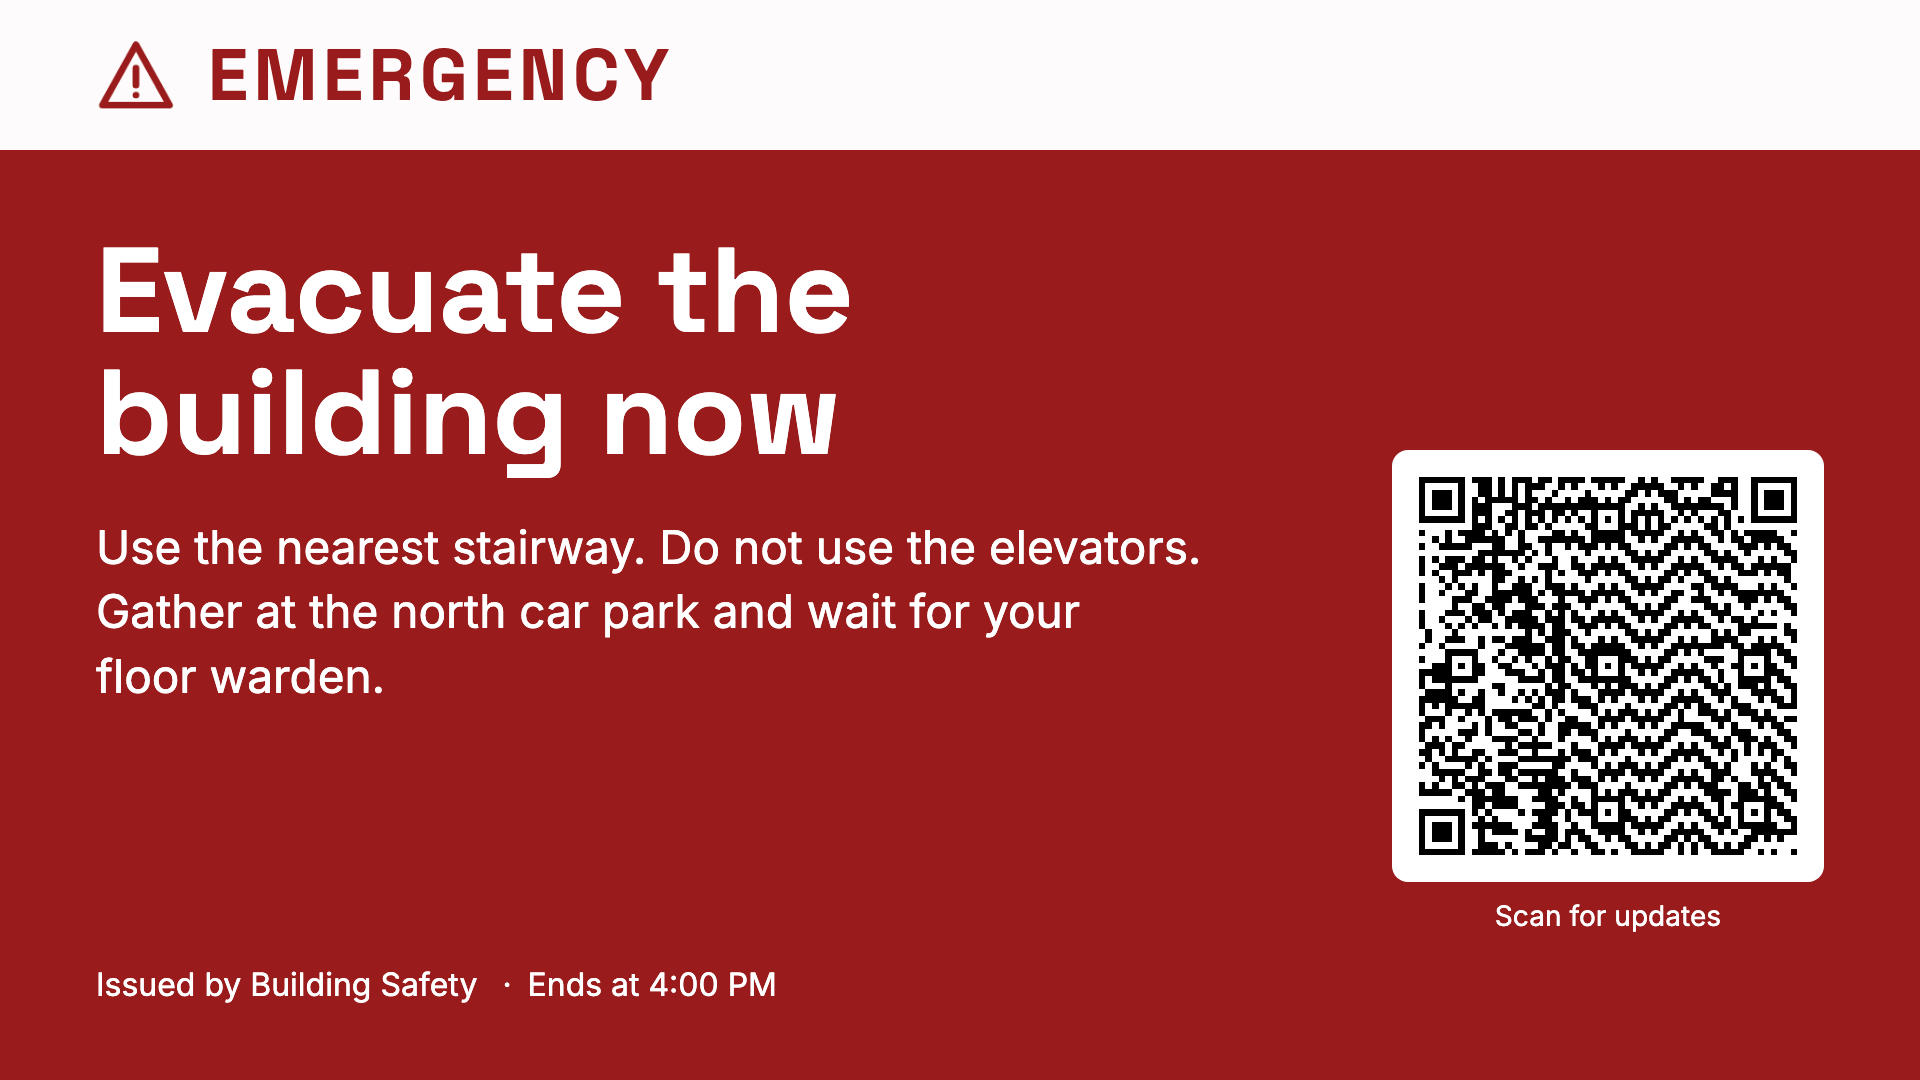 EMERGENCY
Evacuate the
building now
Use the nearest stairway. Do not use the elevators.
Gather at the north car park and wait for your
floor warden.
Scan for updates
Issued by Building Safety · Ends at 4:00 PM